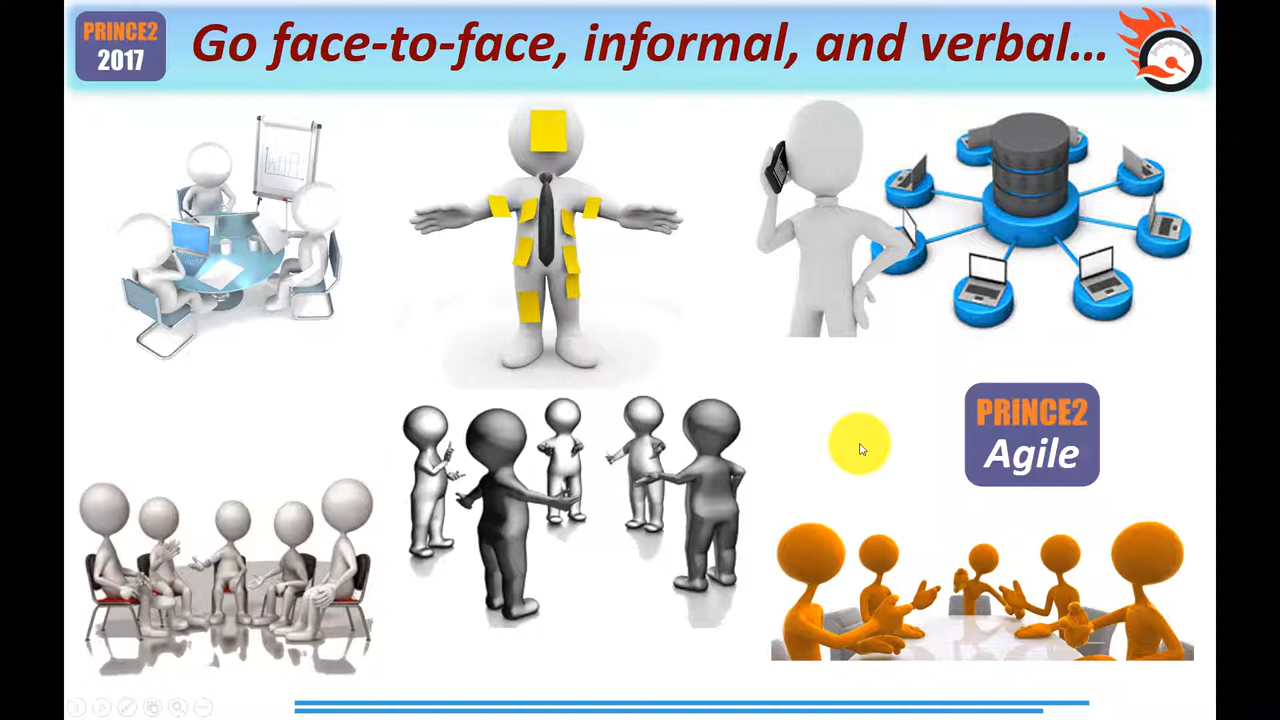 PRINCE2
2017
Go face-to-face, informal, and verbal...
PRINCE2
Agile